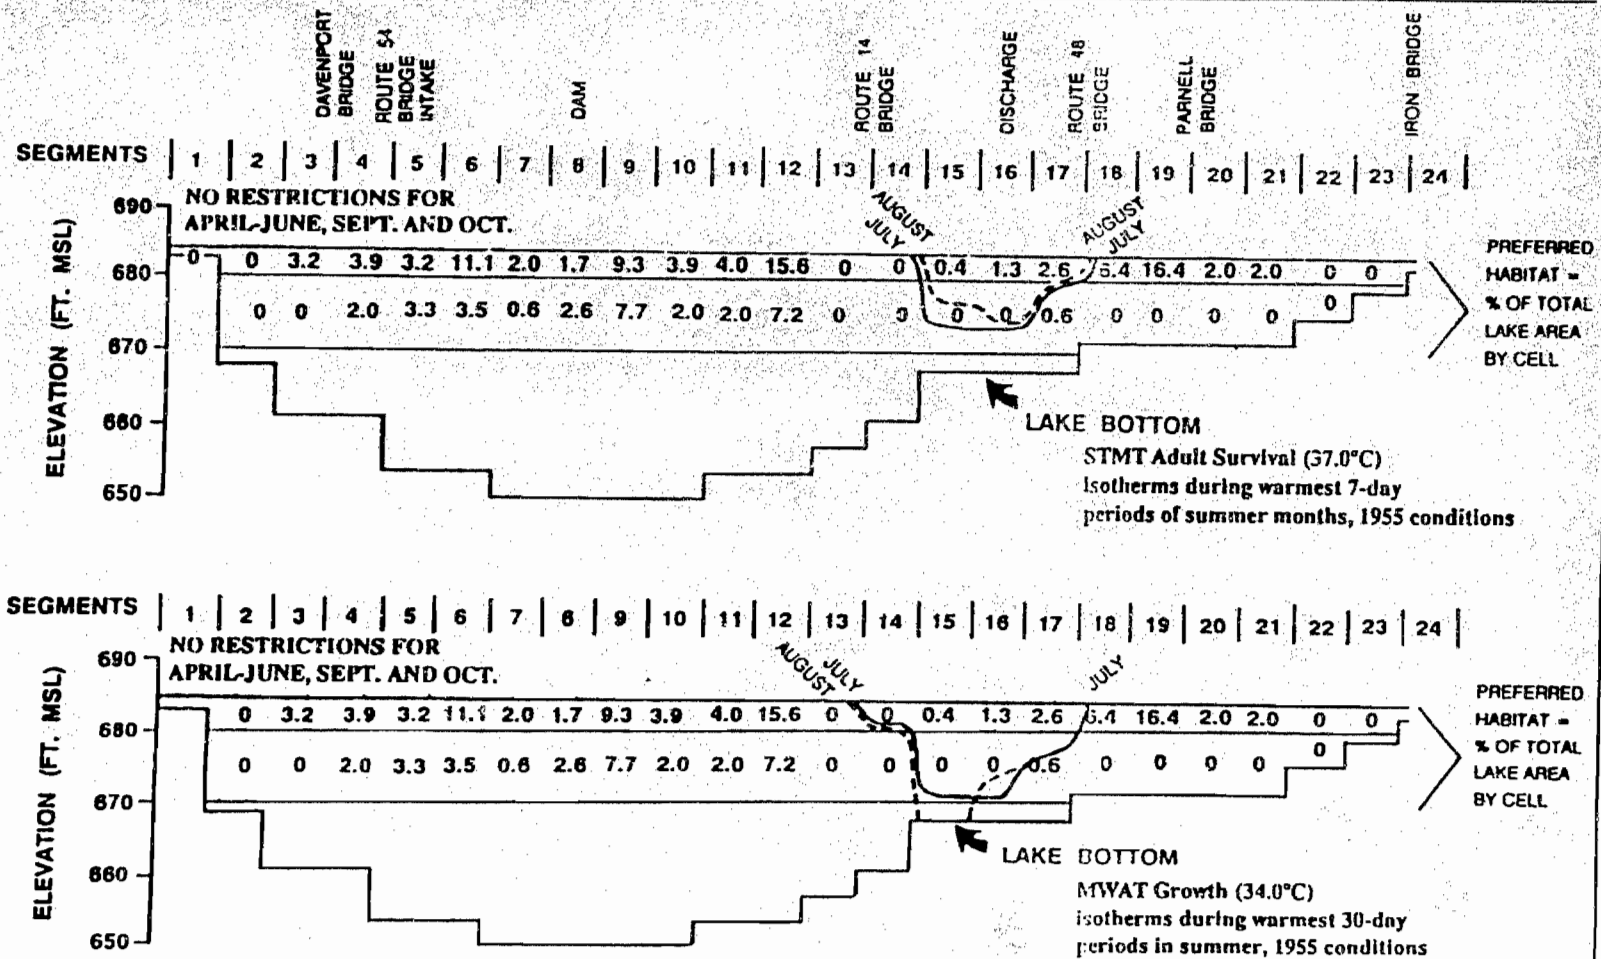 DAVENPORT
BRIDGE
ROUTE 54
BRIDGE
INTAKE
DAM
ROUTE 14
BRIDGE
DISCHARGE
ROUTE 48
BRIDGE
PARNELL
BRIDGE
IRON BRIDGE
SEGMENTS 1 2 3 4 5 6 7 8 9 10 11 12 13 14 15 16 17 18 19 20 21 22 23 24
NO RESTRICTIONS FOR
APRIL-JUNE, SEPT. AND OCT.
AUGUST
JULY
AUGUST
JULY
ELEVATION (FT. MSL)
690
680
670
660
650
0 0 3.2 3.9 3.2 11.1 2.0 1.7 9.3 3.9 4.0 15.6 0 0 0.4 1.3 2.6 6.4 16.4 2.0 2.0 0 0
0 0 2.0 3.3 3.5 0.6 2.6 7.7 2.0 2.0 7.2 0 0 0 0 0.6 0 0 0 0 0
PREFERRED
HABITAT =
% OF TOTAL
LAKE AREA
BY CELL
LAKE BOTTOM
STMT Adult Survival (37.0°C)
isotherms during warmest 7-day
periods of summer months, 1955 conditions
SEGMENTS 1 2 3 4 5 6 7 8 9 10 11 12 13 14 15 16 17 18 19 20 21 22 23 24
NO RESTRICTIONS FOR
APRIL-JUNE, SEPT. AND OCT.
JULY
AUGUST
JULY
ELEVATION (FT. MSL)
690
680
670
660
650
0 3.2 3.9 3.2 11.1 2.0 1.7 9.3 3.9 4.0 15.6 0 0 0.4 1.3 2.6 6.4 16.4 2.0 2.0 0 0
0 0 2.0 3.3 3.5 0.6 2.6 7.7 2.0 2.0 7.2 0 0 0 0 0.6 0 0 0 0 0
PREFERRED
HABITAT =
% OF TOTAL
LAKE AREA
BY CELL
LAKE BOTTOM
MWAT Growth (34.0°C)
isotherms during warmest 30-day
periods in summer, 1955 conditions